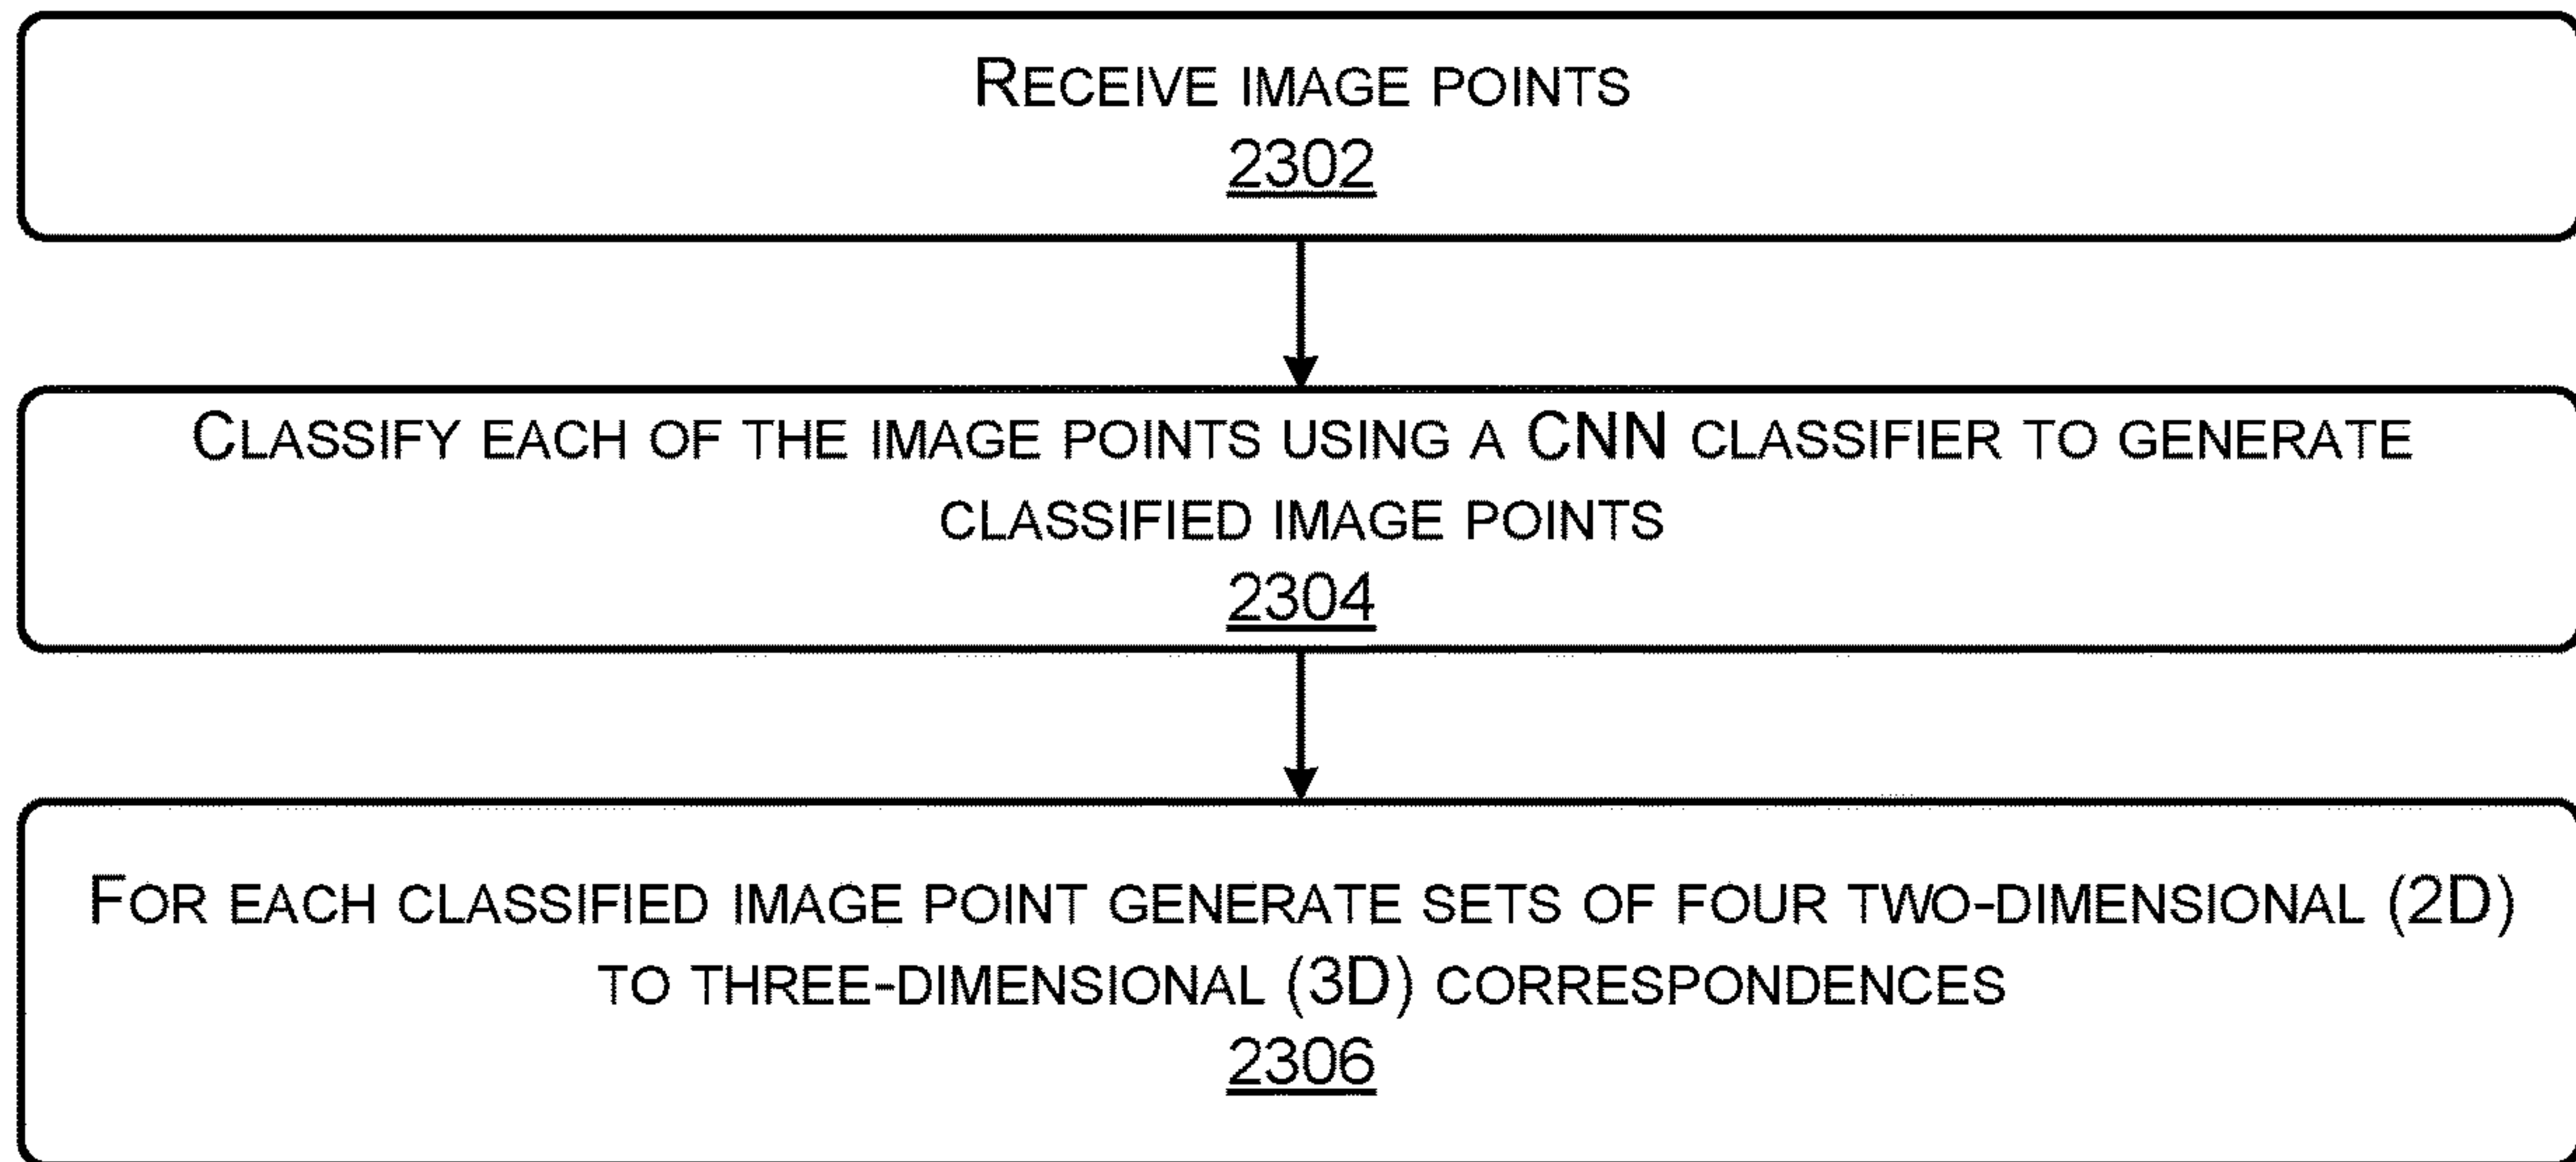 RECEIVE IMAGE POINTS
2302
CLASSIFY EACH OF THE IMAGE POINTS USING A CNN CLASSIFIER TO GENERATE
CLASSIFIED IMAGE POINTS
2304
FOR EACH CLASSIFIED IMAGE POINT GENERATE SETS OF FOUR TWO-DIMENSIONAL (2D)
TO THREE-DIMENSIONAL (3D) CORRESPONDENCES
2306